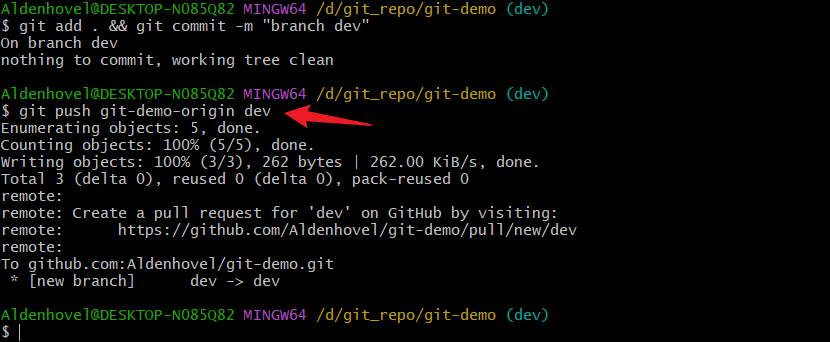 Aldenhovel@DESKTOP-NO85Q82 MINGW64 /d/git_repo/git-demo (dev)
$ git add . && git commit -m "branch dev"
On branch dev
nothing to commit, working tree clean
Aldenhovel@DESKTOP-NO85Q82 MINGW64 /d/git_repo/git-demo (dev)
$ git push git-demo-origin dev
Enumerating objects: 5, done.
Counting objects: 100% (5/5), done.
Writing objects: 100% (3/3), 262 bytes | 262.00 KiB/s, done.
Total 3 (delta 0), reused 0 (delta 0), pack-reused 0
remote:
remote: Create a pull request for 'dev' on GitHub by visiting:
remote:      https://github.com/Aldenhovel/git-demo/pull/new/dev
remote:
To github.com:Aldenhovel/git-demo.git
 * [new branch]      dev -> dev
Aldenhovel@DESKTOP-NO85Q82 MINGW64 /d/git_repo/git-demo (dev)
$